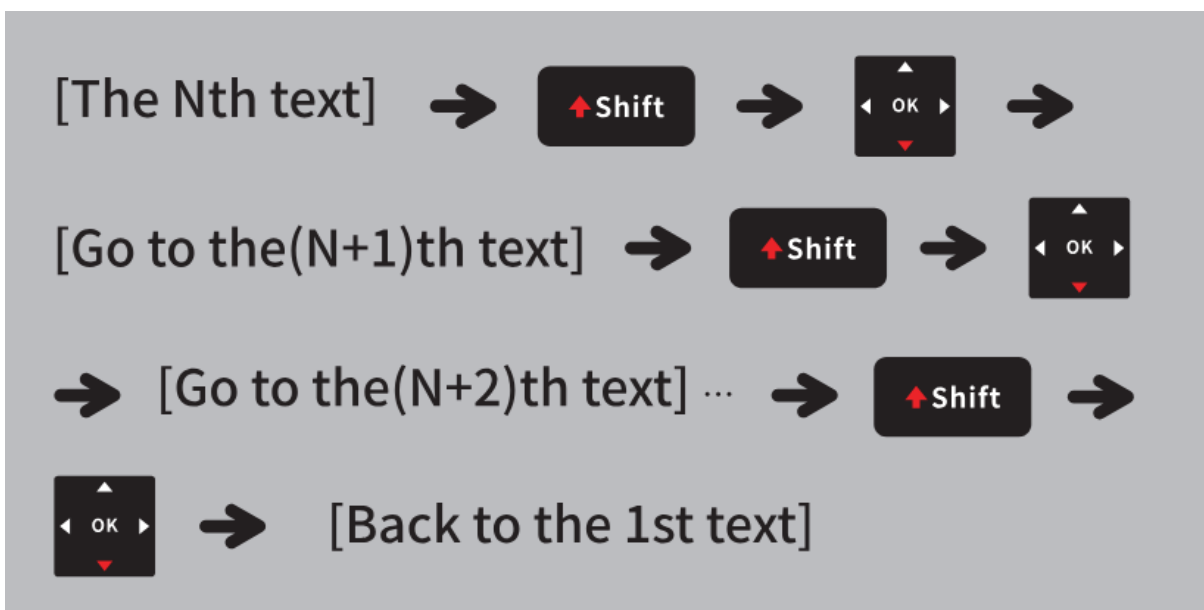 [The Nth text] Shift OK
[Go to the(N+1)th text] Shift OK
[Go to the(N+2)th text] ··· Shift
OK [Back to the 1st text]